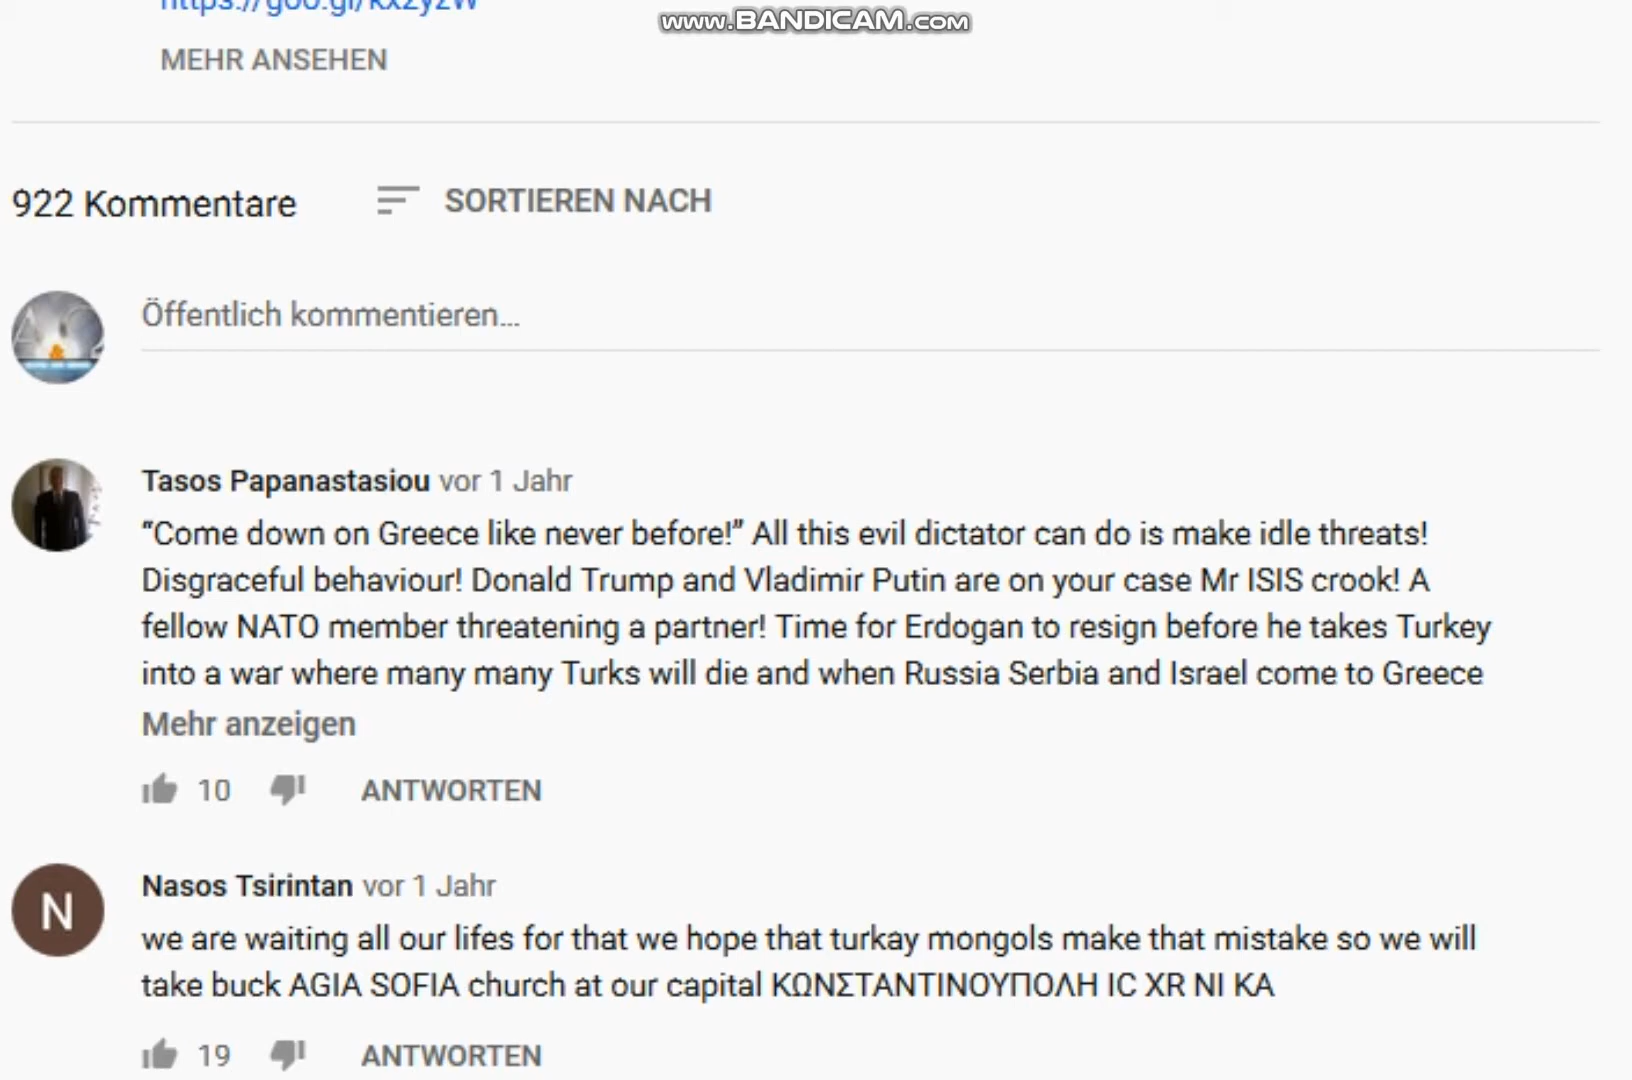 www.BANDICAM.com
MEHR ANSEHEN
922 Kommentare
SORTIEREN NACH
Öffentlich kommentieren...
Tasos Papanastasiou vor 1 Jahr
“Come down on Greece like never before!” All this evil dictator can do is make idle threats!
Disgraceful behaviour! Donald Trump and Vladimir Putin are on your case Mr ISIS crook! A
fellow NATO member threatening a partner! Time for Erdogan to resign before he takes Turkey
into a war where many many Turks will die and when Russia Serbia and Israel come to Greece
Mehr anzeigen
10 ANTWORTEN
N
Nasos Tsirintan vor 1 Jahr
we are waiting all our lifes for that we hope that turkay mongols make that mistake so we will
take buck AGIA SOFIA church at our capital ΚΩΝΣΤΑΝΤΙΝΟΥΠΟΛΗ IC XR NI KA
19 ANTWORTEN